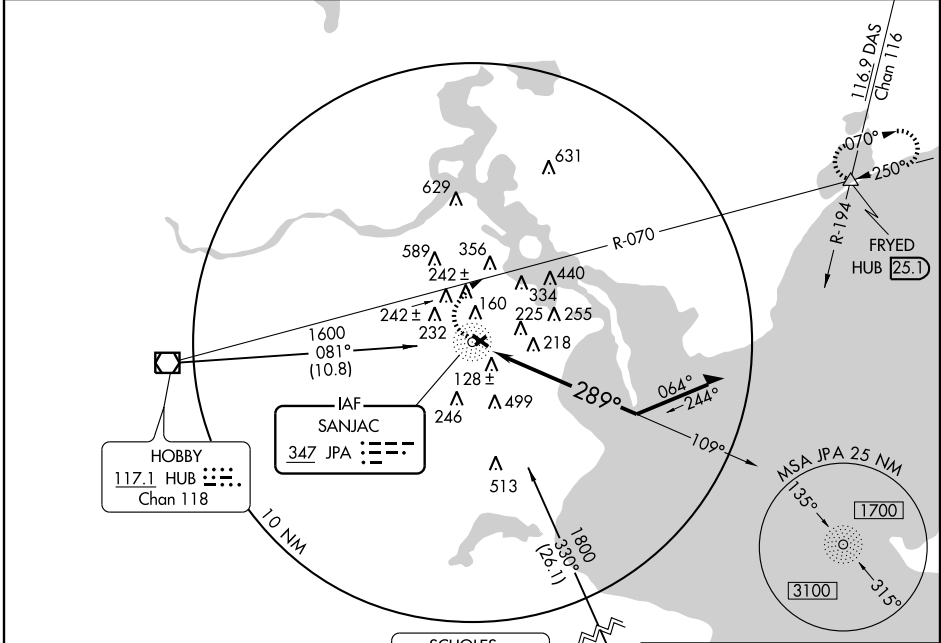 116.9 DAS
Chan 116
070°
250°
R-194
FRYED
HUB 25.1
R-070
631
629
589
356
242 ±
440
334
160
242 ±
232
225
255
218
1600
081°
(10.8)
128 ±
246
499
289°
064°
244°
109°
IAF
SANJAC
347 JPA
HOBBY
117.1 HUB
Chan 118
513
10 NM
1800
330°
(26.1)
MSA JPA 25 NM
135°
1700
3100
315°
SCHOLES